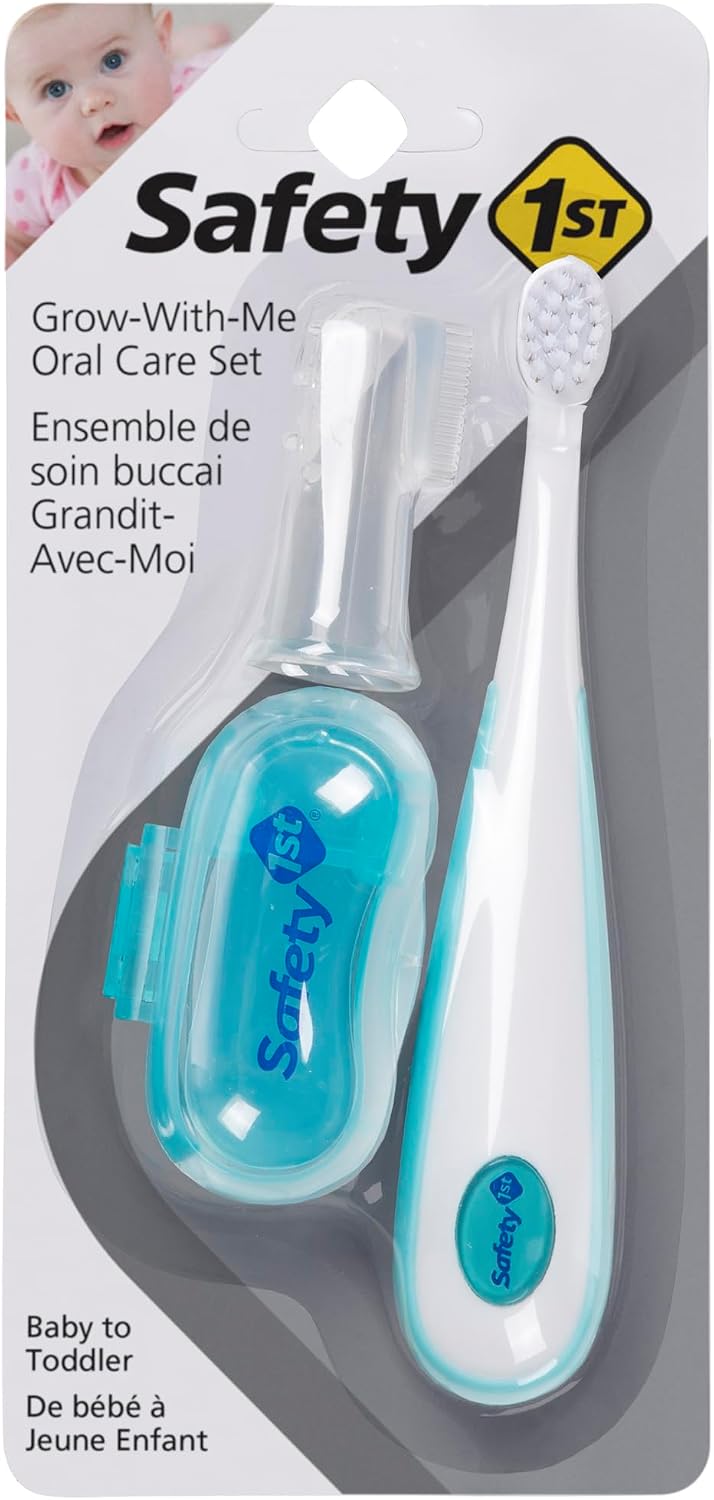 Safety 1ST
Grow-With-Me
Oral Care Set
Ensemble de
soin buccai
Grandit-
Avec-Moi
Safety 1st®
Safety 1st
Baby to
Toddler
De bébé à
Jeune Enfant